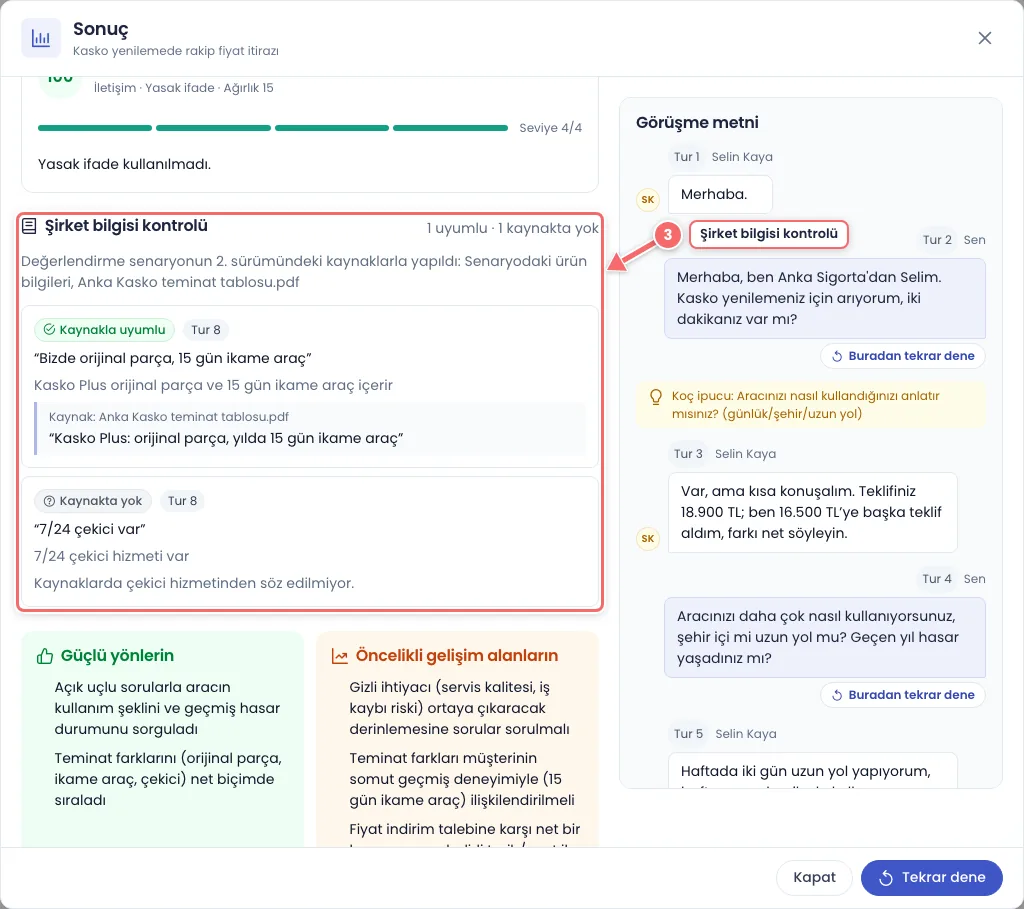 Sonuç
Kasko yenilemede rakip fiyat itirazı
İletişim · Yasak ifade · Ağırlık 15
Seviye 4/4
Yasak ifade kullanılmadı.
Şirket bilgisi kontrolü
1 uyumlu · 1 kaynakta yok
Değerlendirme senaryonun 2. sürümündeki kaynaklarla yapıldı: Senaryodaki ürün
bilgileri, Anka Kasko teminat tablosu.pdf
Kaynakla uyumlu
Tur 8
“Bizde orijinal parça, 15 gün ikame araç”
Kasko Plus orijinal parça ve 15 gün ikame araç içerir
Kaynak: Anka Kasko teminat tablosu.pdf
“Kasko Plus: orijinal parça, yılda 15 gün ikame araç”
Kaynakta yok
Tur 8
“7/24 çekici var”
7/24 çekici hizmeti var
Kaynaklarda çekici hizmetinden söz edilmiyor.
Güçlü yönlerin
Açık uçlu sorularla aracın
kullanım şeklini ve geçmiş hasar
durumunu sorguladı
Teminat farklarını (orijinal parça,
ikame araç, çekici) net biçimde
sıraladı
Öncelikli gelişim alanların
Gizli ihtiyacı (servis kalitesi, iş
kaybı riski) ortaya çıkaracak
derinlemesine sorular sorulmalı
Teminat farkları müşterinin
somut geçmiş deneyimiyle (15
gün ikame araç) ilişkilendirilmeli
Fiyat indirim talebine karşı net bir
Görüşme metni
Tur 1 Selin Kaya
SK
Merhaba.
3
Şirket bilgisi kontrolü
Tur 2 Sen
Merhaba, ben Anka Sigorta'dan Selim.
Kasko yenilemeniz için arıyorum, iki
dakikanız var mı?
Buradan tekrar dene
Koç ipucu: Aracınızı nasıl kullandığınızı anlatır
mısınız? (günlük/şehir/uzun yol)
Tur 3 Selin Kaya
Var, ama kısa konuşalım. Teklifiniz
18.900 TL; ben 16.500 TL’ye başka teklif
aldım, farkı net söyleyin.
SK
Tur 4 Sen
Aracınızı daha çok nasıl kullanıyorsunuz,
şehir içi mi uzun yol mu? Geçen yıl hasar
yaşadınız mı?
Buradan tekrar dene
Tur 5 Selin Kaya
Haftada iki gün uzun yol yapıyorum,
Kapat
Tekrar dene